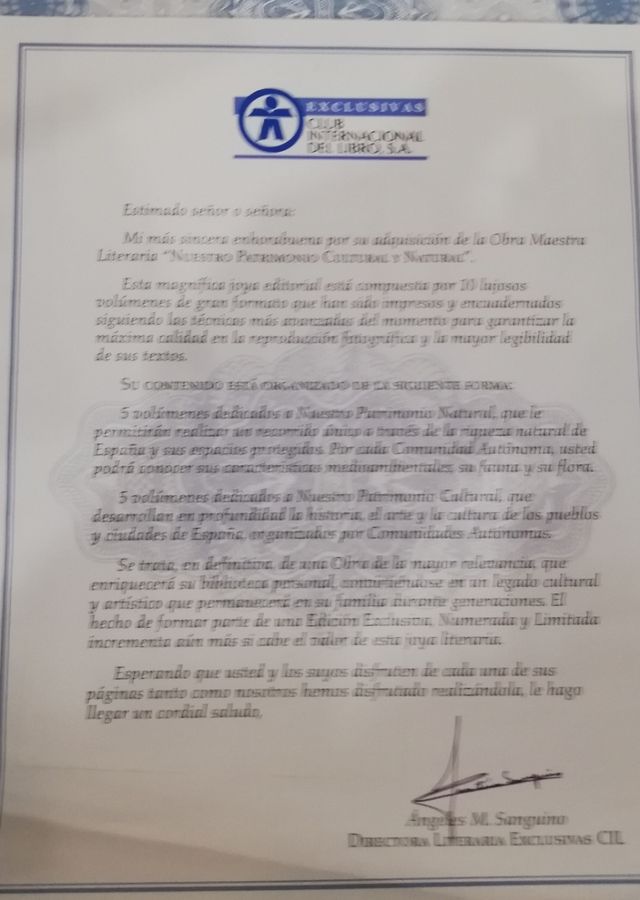 EXCLUSIVAS
CLUB
INTERNACIONAL
DEL LIBRO, S.A.
Estimado señor o señora:
Mi más sincera enhorabuena por su adquisición de la Obra Maestra
Literaria "NUESTRO PATRIMONIO CULTURAL Y NATURAL".
Esta magnífica joya editorial está compuesta por 10 lujosos
volúmenes de gran formato que han sido impresos y encuadernados
siguiendo las técnicas más avanzadas del momento para garantizar la
máxima calidad en la reproducción fotográfica y la mayor legibilidad
de sus textos.
SU CONTENIDO ESTÁ ORGANIZADO DE LA SIGUIENTE FORMA:
5 volúmenes dedicados a Nuestro Patrimonio Natural, que le
permitirán realizar un recorrido único a través de la riqueza natural de
España y sus espacios protegidos. Por cada Comunidad Autónoma, usted
podrá conocer sus características medioambientales, su fauna y su flora.
5 volúmenes dedicados a Nuestro Patrimonio Cultural, que
desarrollan en profundidad la historia, el arte y la cultura de los pueblos
y ciudades de España, organizados por Comunidades Autónomas.
Se trata, en definitiva, de una Obra de la mayor relevancia, que
enriquecerá su biblioteca personal, convirtiéndose en un legado cultural
y artístico que permanecerá en su familia durante generaciones. El
hecho de formar parte de una Edición Exclusiva, Numerada y Limitada
incrementa aún más si cabe el valor de esta joya literaria.
Esperando que usted y los suyos disfruten de cada una de sus
páginas tanto como nosotros hemos disfrutado realizándola, le hago
llegar un cordial saludo,
Ángeles M. Sanguino
DIRECTORA LITERARIA EXCLUSIVAS CIL